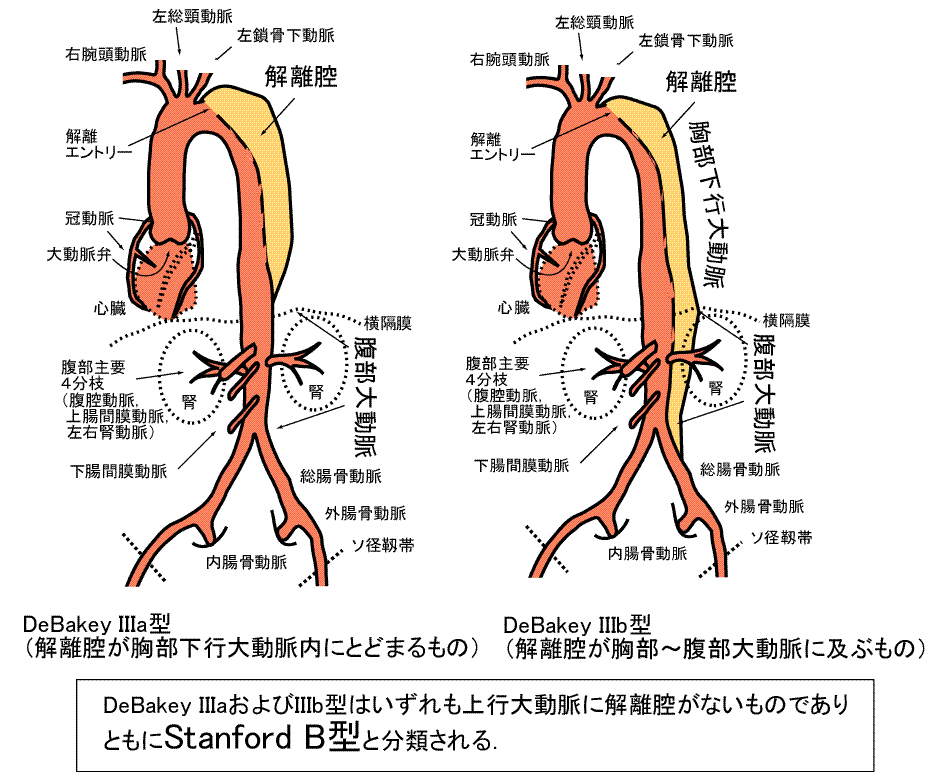 左総頸動脈
左鎖骨下動脈
右腕頭動脈
解離腔
解離
エントリー
冠動脈
大動脈弁
心臓
横隔膜
腹部主要
4分枝
(腹腔動脈,
上腸間膜動脈,
左右腎動脈)
腎
腎
腹部大動脈
下腸間膜動脈
総腸骨動脈
外腸骨動脈
ソ径靱帯
内腸骨動脈
DeBakey IIIa型
(解離腔が胸部下行大動脈内にとどまるもの)
左総頸動脈
左鎖骨下動脈
右腕頭動脈
解離腔
胸部下行大動脈
解離
エントリー
冠動脈
大動脈弁
心臓
横隔膜
腹部主要
4分枝
(腹腔動脈,
上腸間膜動脈,
左右腎動脈)
腎
腎
腹部大動脈
下腸間膜動脈
総腸骨動脈
外腸骨動脈
ソ径靱帯
内腸骨動脈
DeBakey IIIb型
(解離腔が胸部～腹部大動脈に及ぶもの)
DeBakey IIIaおよびIIIb型はいずれも上行大動脈に解離腔がないものであり
ともにStanford B型と分類される.